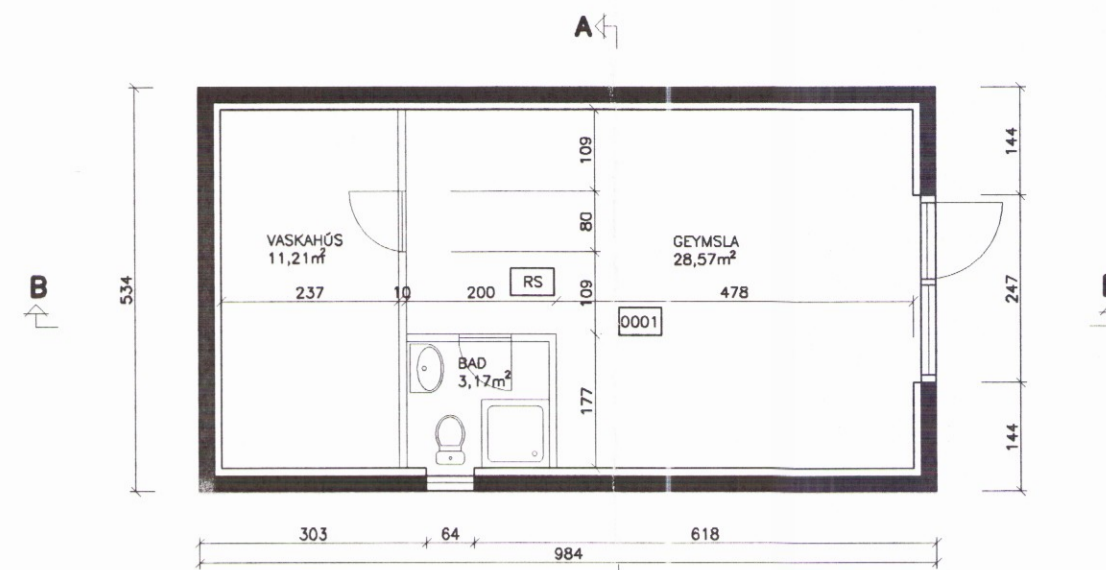 A
144
109
80
VASKAHÚS
11,21m²
GEYMSLA
28,57m²
B
534
237
10
200
RS
109
478
247
0001
BAD
3,17m²
177
144
303
64
618
984